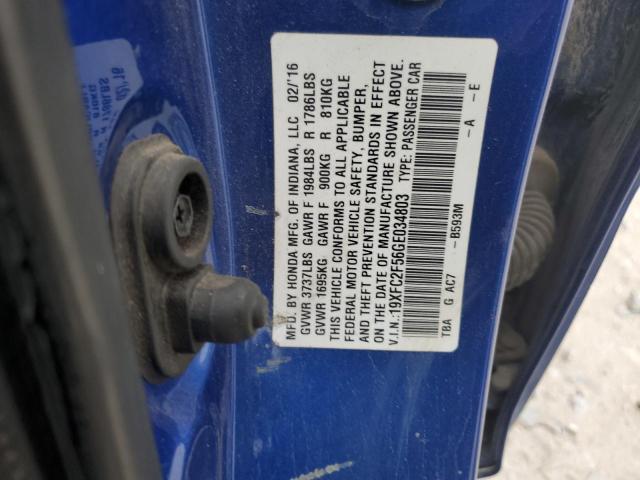 MFD. BY HONDA MFG. OF INDIANA, LLC 02/'16
GVWR 3737LBS GAWR F 1984LBS R 1786LBS
GVWR 1695KG GAWR F 900KG R 810KG
THIS VEHICLE CONFORMS TO ALL APPLICABLE
FEDERAL MOTOR VEHICLE SAFETY, BUMPER,
AND THEFT PREVENTION STANDARDS IN EFFECT
ON THE DATE OF MANUFACTURE SHOWN ABOVE.
V.I.N.:19XFC2F56GE034803 TYPE: PASSENGER CAR
TBA G AC7 -B593M -A -E